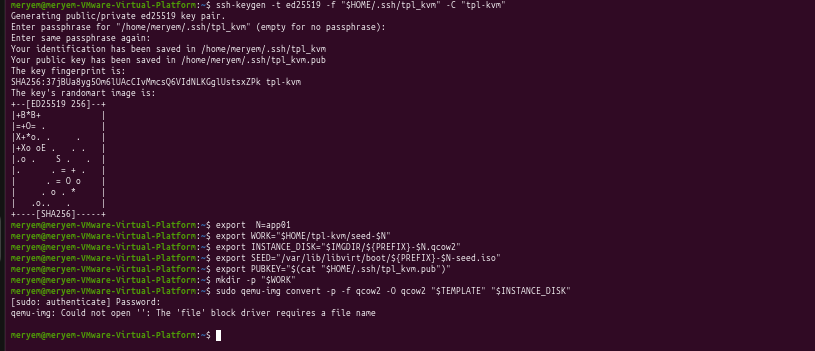 meryem@meryem-VMware-Virtual-Platform:~$ ssh-keygen -t ed25519 -f "$HOME/.ssh/tpl_kvm" -C "tpl-kvm"
Generating public/private ed25519 key pair.
Enter passphrase for "/home/meryem/.ssh/tpl_kvm" (empty for no passphrase):
Enter same passphrase again:
Your identification has been saved in /home/meryem/.ssh/tpl_kvm
Your public key has been saved in /home/meryem/.ssh/tpl_kvm.pub
The key fingerprint is:
SHA256:37jBUa8yg5Om6lUAcCIvMmcsQ6VIdNLKGglUstsxZPk tpl-kvm
The key's randomart image is:
+--[ED25519 256]--+
|+B*B+            |
|=+O= .           |
|X+*o. .     .    |
|+Xo oE .   . .   |
|.o .    S .   .  |
|.      . = + .   |
|      . = O o    |
|     . o . *     |
|   .o..   .      |
+----[SHA256]-----+
meryem@meryem-VMware-Virtual-Platform:~$ export  N=app01
meryem@meryem-VMware-Virtual-Platform:~$ export WORK="$HOME/tpl-kvm/seed-$N"
meryem@meryem-VMware-Virtual-Platform:~$ export INSTANCE_DISK="$IMGDIR/${PREFIX}-$N.qcow2"
meryem@meryem-VMware-Virtual-Platform:~$ export SEED="/var/lib/libvirt/boot/${PREFIX}-$N-seed.iso"
meryem@meryem-VMware-Virtual-Platform:~$ export PUBKEY="$(cat "$HOME/.ssh/tpl_kvm.pub")"
meryem@meryem-VMware-Virtual-Platform:~$ mkdir -p "$WORK"
meryem@meryem-VMware-Virtual-Platform:~$ sudo qemu-img convert -p -f qcow2 -O qcow2 "$TEMPLATE" "$INSTANCE_DISK"
[sudo: authenticate] Password:
qemu-img: Could not open '': The 'file' block driver requires a file name
meryem@meryem-VMware-Virtual-Platform:~$